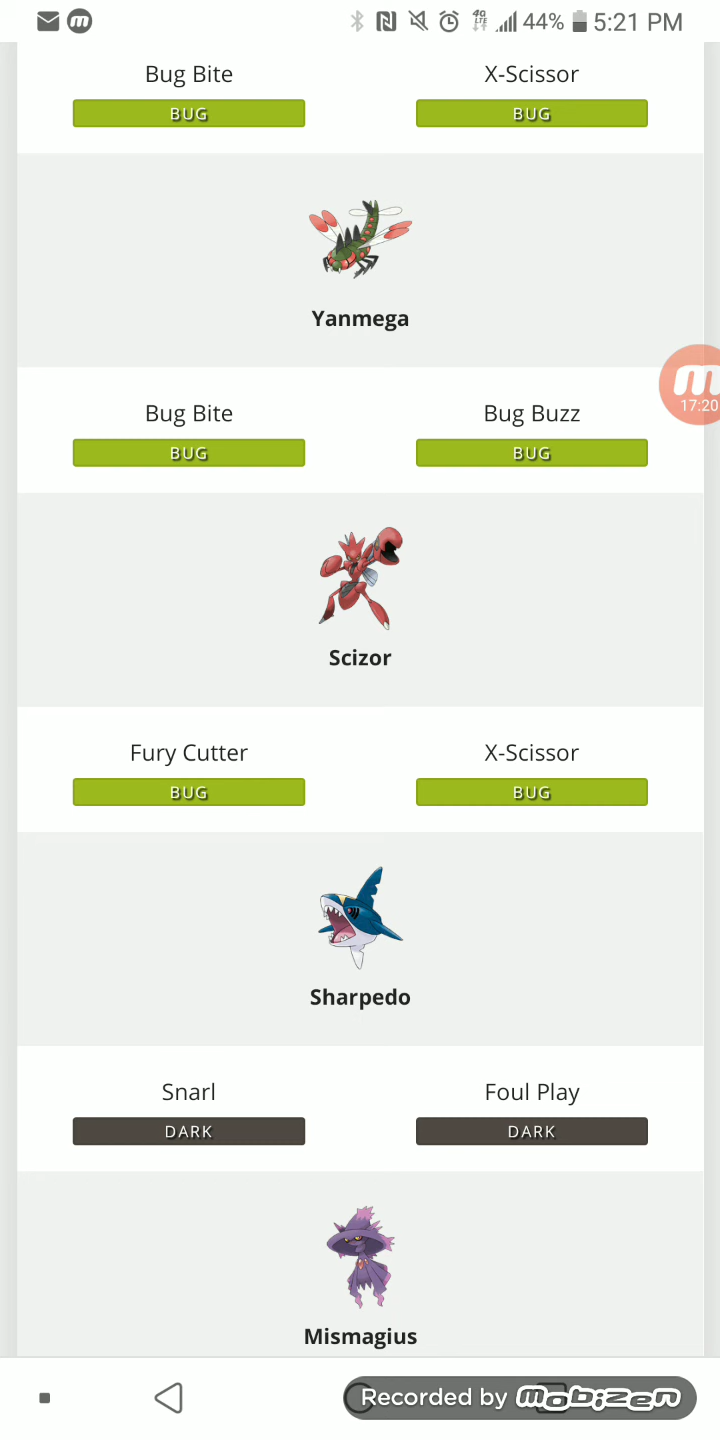 44% 5:21 PM
Bug Bite X-Scissor
BUG BUG
Yanmega
17:20
Bug Bite Bug Buzz
BUG BUG
Scizor
Fury Cutter X-Scissor
BUG BUG
Sharpedo
Snarl Foul Play
DARK DARK
Mismagius
Recorded by mobizen